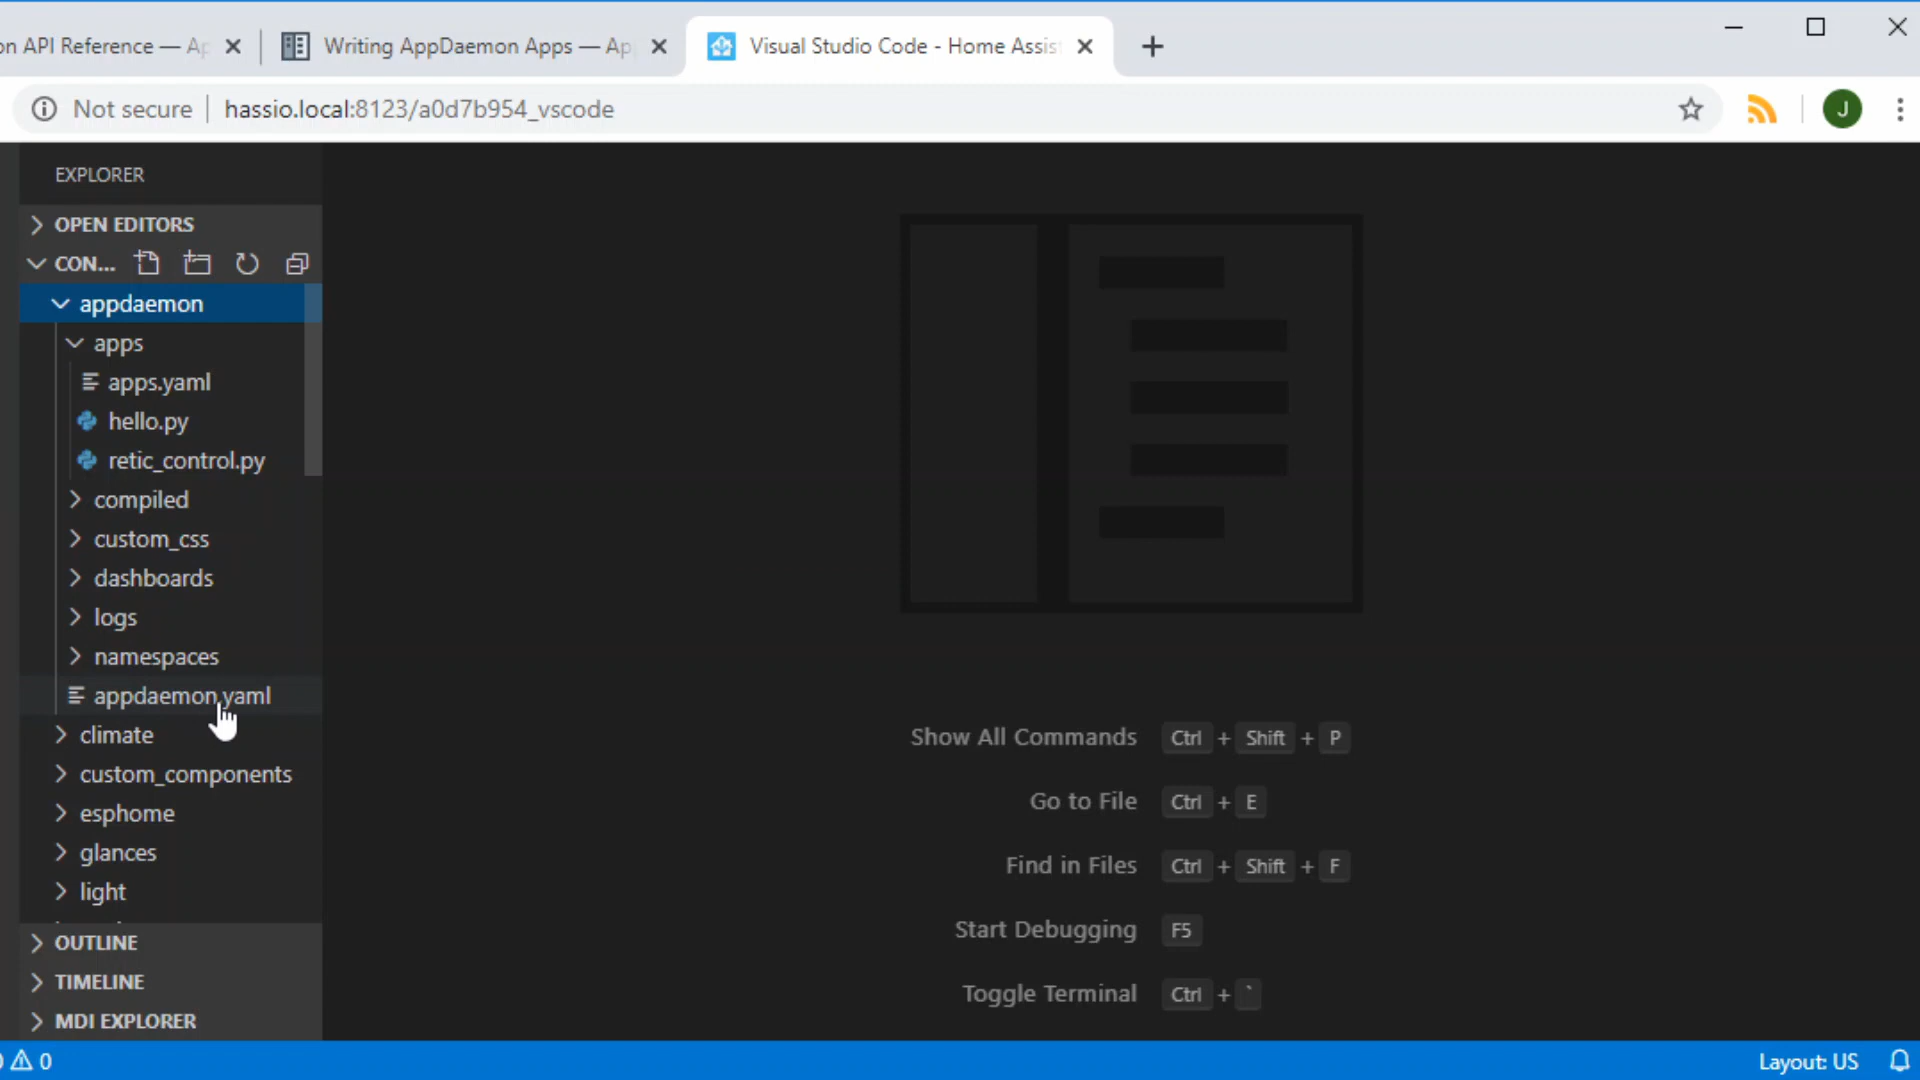 on API Reference — Ap
Writing AppDaemon Apps — Ap
Visual Studio Code - Home Assis
Not secure
hassio.local:8123/a0d7b954_vscode
J
EXPLORER
OPEN EDITORS
CON...
appdaemon
apps
apps.yaml
hello.py
retic_control.py
compiled
custom_css
dashboards
logs
namespaces
appdaemon.yaml
climate
custom_components
esphome
glances
light
OUTLINE
TIMELINE
MDI EXPLORER
Show All Commands Ctrl + Shift + P
Go to File Ctrl + E
Find in Files Ctrl + Shift + F
Start Debugging F5
Toggle Terminal Ctrl + `
0
Layout: US